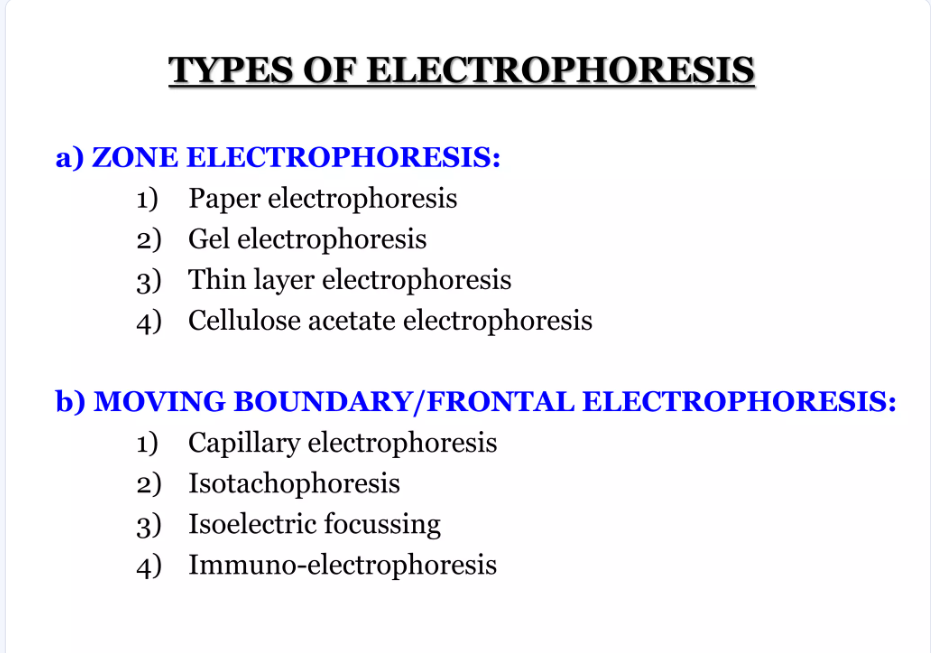 TYPES OF ELECTROPHORESIS
a) ZONE ELECTROPHORESIS:
1) Paper electrophoresis
2) Gel electrophoresis
3) Thin layer electrophoresis
4) Cellulose acetate electrophoresis
b) MOVING BOUNDARY/FRONTAL ELECTROPHORESIS:
1) Capillary electrophoresis
2) Isotachophoresis
3) Isoelectric focussing
4) Immuno-electrophoresis